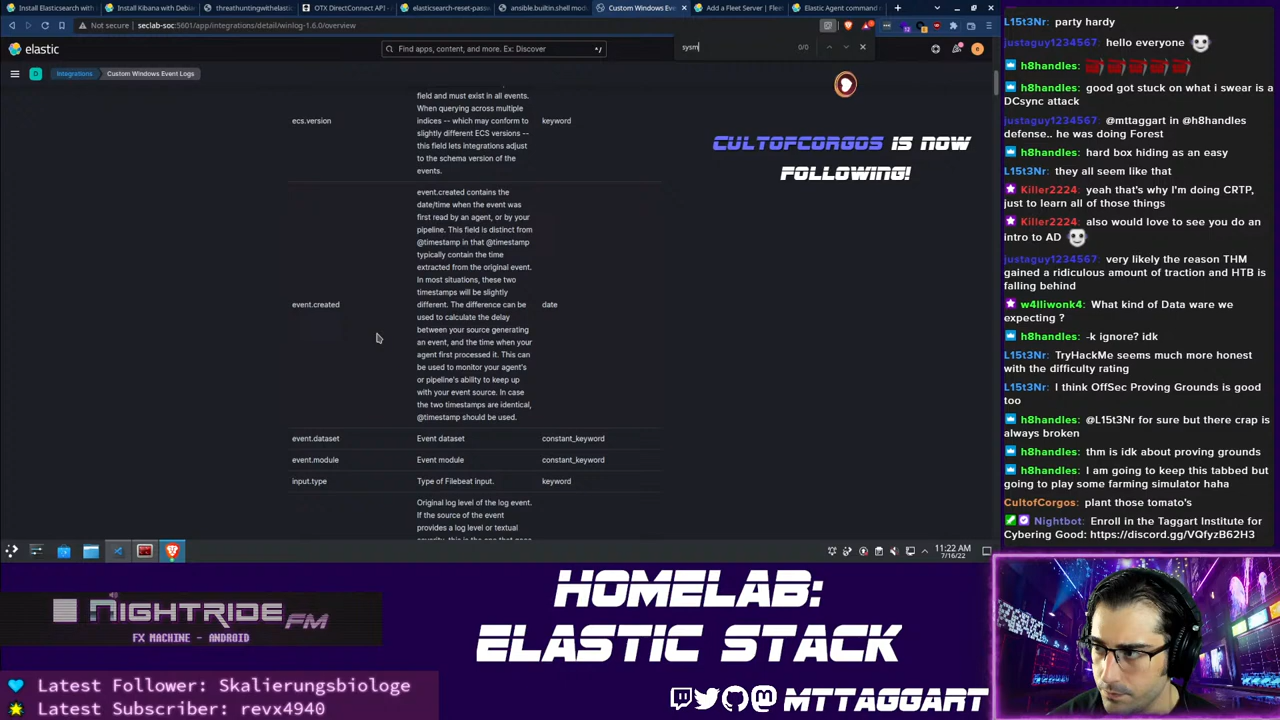 Install Elasticsearch with
Install Kibana with Debi
threathuntingwithelastic
OTX DirectConnect API -
elasticsearch-reset-passw
ansible.builtin.shell mod
Custom Windows Eve
Add a Fleet Server | Flee
Elastic Agent command r
Not secure
seclab-soc:5601/app/integrations/detail/winlog-1.6.0/overview
elastic
Find apps, content, and more. Ex: Discover
sysm
0/0
e
D
Integrations
Custom Windows Event Logs
field and must exist in all events.
When querying across multiple
indices -- which may conform to
ecs.version
slightly different ECS versions --
keyword
this field lets integrations adjust
to the schema version of the
events.
event.created contains the
date/time when the event was
first read by an agent, or by your
pipeline. This field is distinct from
@timestamp in that @timestamp
typically contain the time
extracted from the original event.
In most situations, these two
timestamps will be slightly
event.created
different. The difference can be
date
used to calculate the delay
between your source generating
an event, and the time when your
agent first processed it. This can
be used to monitor your agent's
or pipeline's ability to keep up
with your event source. In case
the two timestamps are identical,
@timestamp should be used.
event.dataset
Event dataset
constant_keyword
event.module
Event module
constant_keyword
input.type
Type of Filebeat input.
keyword
Original log level of the log event.
If the source of the event
provides a log level or textual
CULTOFCORGOS IS NOW
FOLLOWING!
11:22 AM
7/16/22
L15t3Nr: party hardy
justaguy1234567: hello everyone
h8handles:
h8handles: good got stuck on what i swear is a
DCsync attack
justaguy1234567: @mttaggart in @h8handles
defense.. he was doing Forest
h8handles: hard box hiding as an easy
L15t3Nr: they all seem like that
Killer2224: yeah that's why I'm doing CRTP,
just to learn all of those things
Killer2224: also would love to see you do an
intro to AD
justaguy1234567: very likely the reason THM
gained a ridiculous amount of traction and HTB is
falling behind
w4lliwonk4: What kind of Data ware we
expecting ?
h8handles: -k ignore? idk
L15t3Nr: TryHackMe seems much more honest
with the difficulty rating
L15t3Nr: I think OffSec Proving Grounds is good
too
h8handles: @L15t3Nr for sure but there crap is
always broken
h8handles: thm is idk about proving grounds
h8handles: I am going to keep this tabbed but
going to play some farming simulator haha
CultofCorgos: plant those tomato's
Nightbot: Enroll in the Taggart Institute for
Cybering Good: https://discord.gg/VQfyzB62H3
NIGHTRIDE FM
FX MACHINE - ANDROID
HOMELAB:
ELASTIC STACK
MTTAGGART
Latest Follower: Skalierungsbiologe
Latest Subscriber: revx4940